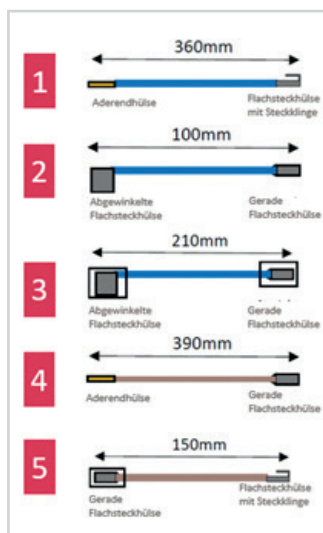 360mm
1
Aderendhülse
Flachsteckhülse
mit Steckklinge
100mm
2
Abgewinkelte
Flachsteckhülse
Gerade
Flachsteckhülse
210mm
3
Abgewinkelte
Flachsteckhülse
Gerade
Flachsteckhülse
390mm
4
Aderendhülse
Gerade
Flachsteckhülse
150mm
5
Gerade
Flachsteckhülse
Flachsteckhülse
mit Steckklinge